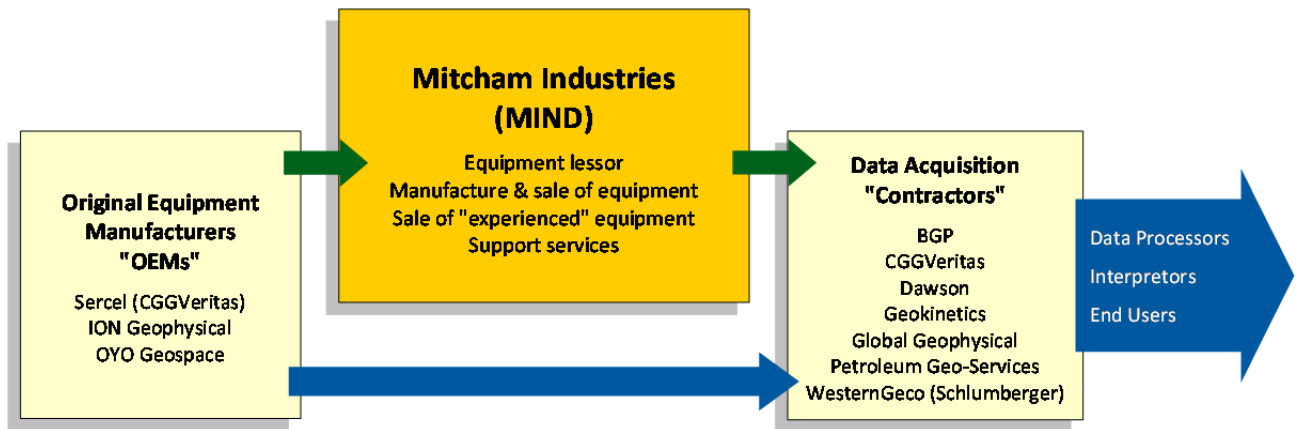 Original Equipment
Manufacturers
"OEMs"
Sercel (CGGVeritas)
ION Geophysical
OYO Geospace
Mitcham Industries
(MIND)
Equipment lessor
Manufacture & sale of equipment
Sale of "experienced" equipment
Support services
Data Acquisition
"Contractors"
BGP
CGGVeritas
Dawson
Geokinetics
Global Geophysical
Petroleum Geo-Services
WesternGeco (Schlumberger)
Data Processors
Interpretors
End Users